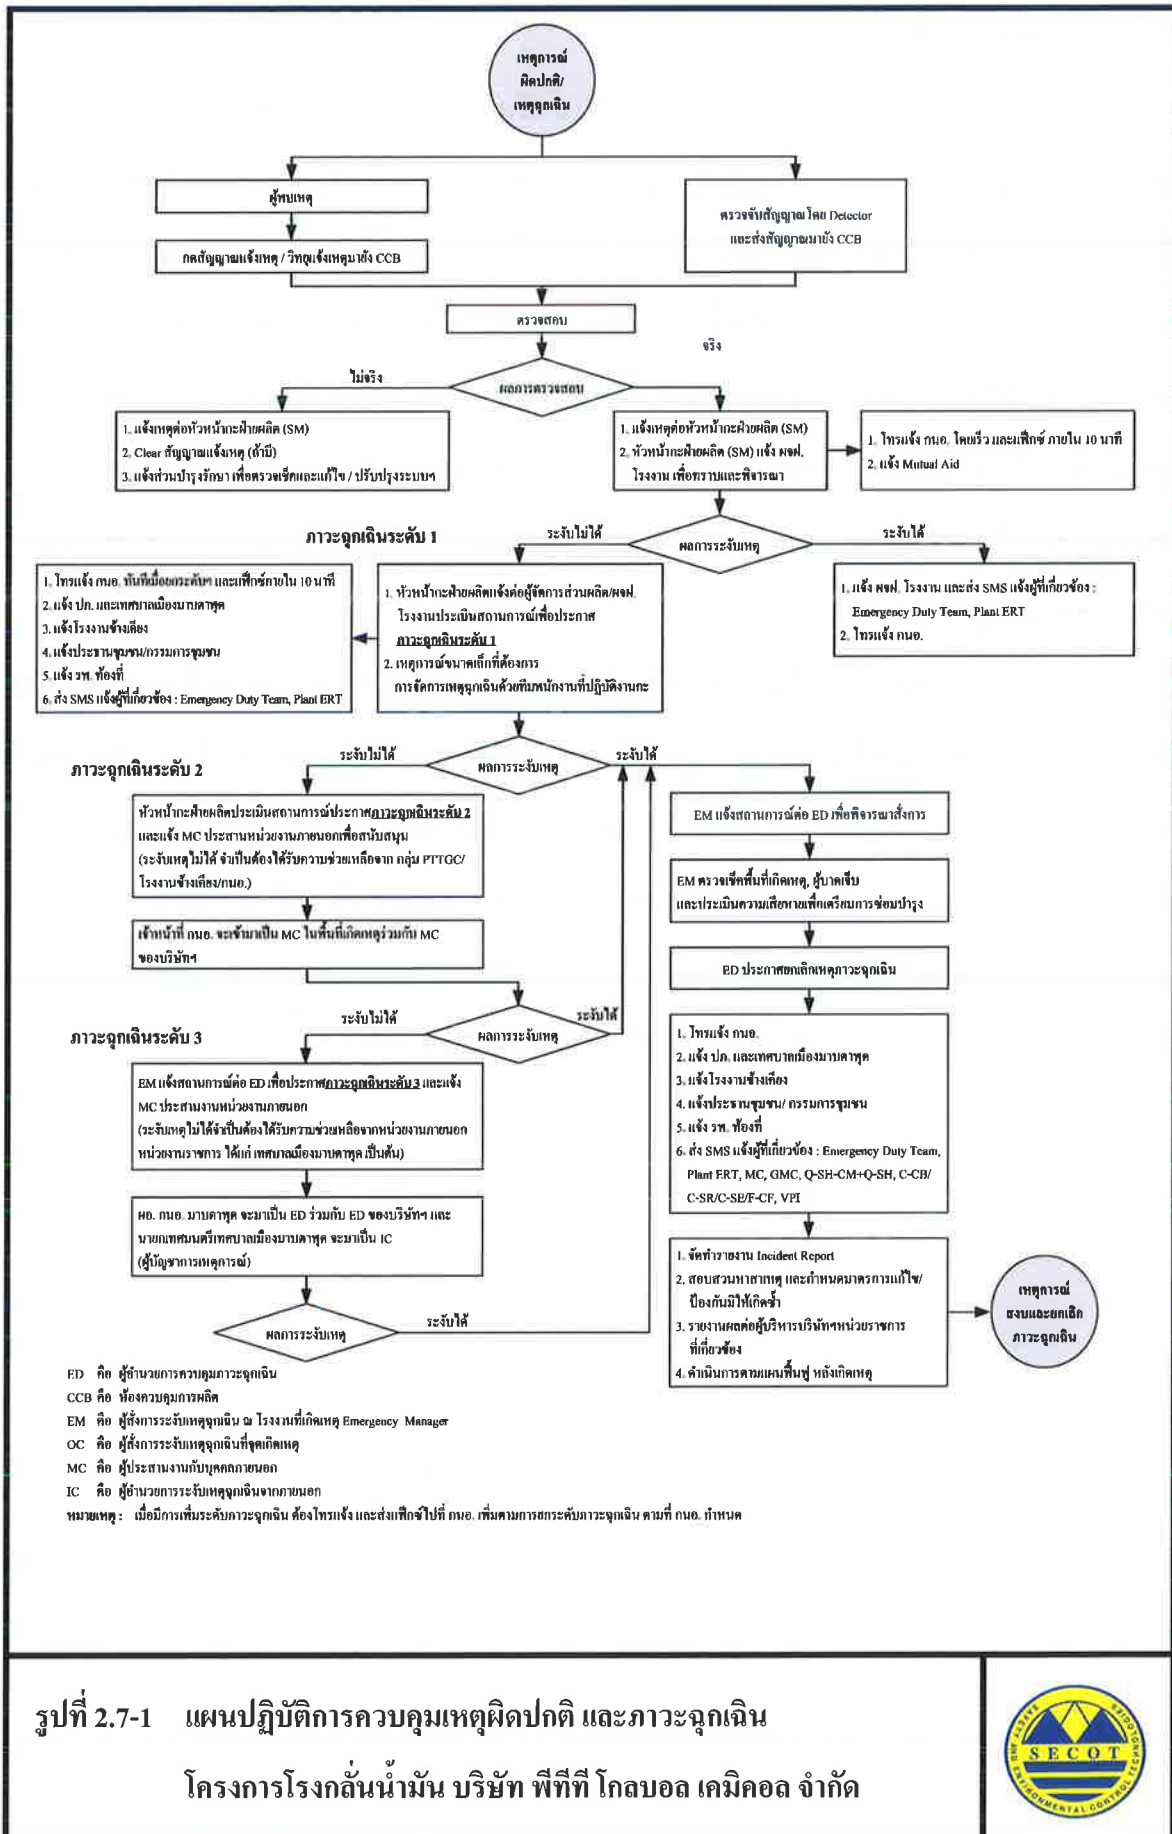 เหตุการณ์
ผิดปกติ/
เหตุฉุกเฉิน
ผู้พบเหตุ
กดสัญญาณแจ้งเหตุ / วิทยุแจ้งเหตุมายัง CCB
ตรวจจับสัญญาณโดย Detector
และส่งสัญญาณมายัง CCB
ตรวจสอบ
จริง
ไม่จริง
ผลการตรวจสอบ
1. แจ้งเหตุต่อหัวหน้ากะฝ่ายผลิต (SM)
2. Clear สัญญาณแจ้งเหตุ (ถ้ามี)
3. แจ้งส่วนบำรุงรักษา เพื่อตรวจเช็คและแก้ไข / ปรับปรุงระบบฯ
1. แจ้งเหตุต่อหัวหน้ากะฝ่ายผลิต (SM)
2. หัวหน้ากะฝ่ายผลิต (SM) แจ้ง ผจฝ.
โรงงาน เพื่อทราบและพิจารณา
1. โทรแจ้ง กนอ. โดยเร็ว และแฟ็กซ์ ภายใน 10 นาที
2. แจ้ง Mutual Aid
ภาวะฉุกเฉินระดับ 1
ระงับไม่ได้
ผลการระงับเหตุ
ระงับได้
1. โทรแจ้ง กนอ. ทันทีเมื่อยกระดับฯ และแฟ็กซ์ภายใน 10 นาที
2. แจ้ง ปภ. และเทศบาลเมืองมาบตาพุด
3. แจ้งโรงงานข้างเคียง
4. แจ้งประธานชุมชน/กรรมการชุมชน
5. แจ้ง รพ. ท้องที่
6. ส่ง SMS แจ้งผู้ที่เกี่ยวข้อง : Emergency Duty Team, Plant ERT
1. หัวหน้ากะฝ่ายผลิตแจ้งต่อผู้จัดการส่วนผลิต/ผจฝ.
โรงงานประเมินสถานการณ์เพื่อประกาศ
ภาวะฉุกเฉินระดับ 1
2. เหตุการณ์ขนาดเล็กที่ต้องการ
การจัดการเหตุฉุกเฉินด้วยทีมพนักงานที่ปฏิบัติงานกะ
1. แจ้ง ผจฝ. โรงงาน และส่ง SMS แจ้งผู้ที่เกี่ยวข้อง :
Emergency Duty Team, Plant ERT
2. โทรแจ้ง กนอ.
ภาวะฉุกเฉินระดับ 2
ระงับไม่ได้
ผลการระงับเหตุ
ระงับได้
หัวหน้ากะฝ่ายผลิตประเมินสถานการณ์ประกาศภาวะฉุกเฉินระดับ 2
และแจ้ง MC ประสานหน่วยงานภายนอกเพื่อสนับสนุน
(ระงับเหตุไม่ได้ จำเป็นต้องได้รับความช่วยเหลือจาก กลุ่ม PTTGC/
โรงงานข้างเคียง/กนอ.)
เจ้าหน้าที่ กนอ. จะเข้ามาเป็น MC ในพื้นที่เกิดเหตุร่วมกับ MC
ของบริษัทฯ
EM แจ้งสถานการณ์ต่อ ED เพื่อพิจารณาสั่งการ
EM ตรวจเช็คพื้นที่เกิดเหตุ, ผู้บาดเจ็บ
และประเมินความเสียหายเพื่อเตรียมการซ่อมบำรุง
ED ประกาศยกเลิกเหตุภาวะฉุกเฉิน
ภาวะฉุกเฉินระดับ 3
ระงับไม่ได้
ผลการระงับเหตุ
ระงับได้
EM แจ้งสถานการณ์ต่อ ED เพื่อประกาศภาวะฉุกเฉินระดับ 3 และแจ้ง
MC ประสานงานหน่วยงานภายนอก
(ระงับเหตุไม่ได้จำเป็นต้องได้รับความช่วยเหลือจากหน่วยงานภายนอก
หน่วยงานราชการ ได้แก่ เทศบาลเมืองมาบตาพุด เป็นต้น)
ผอ. กนอ. มาบตาพุด จะมาเป็น ED ร่วมกับ ED ของบริษัทฯ และ
นายกเทศมนตรีเทศบาลเมืองมาบตาพุด จะมาเป็น IC
(ผู้บัญชาการเหตุการณ์)
ผลการระงับเหตุ
ระงับได้
1. โทรแจ้ง กนอ.
2. แจ้ง ปภ. และเทศบาลเมืองมาบตาพุด
3. แจ้งโรงงานข้างเคียง
4. แจ้งประธานชุมชน/ กรรมการชุมชน
5. แจ้ง รพ. ท้องที่
6. ส่ง SMS แจ้งผู้ที่เกี่ยวข้อง : Emergency Duty Team,
Plant ERT, MC, GMC, Q-SH-CM+Q-SH, C-CB/
C-SR/C-SE/F-CF, VPI
1. จัดทำรายงาน Incident Report
2. สอบสวนหาสาเหตุ และกำหนดมาตรการแก้ไข/
ป้องกันมิให้เกิดซ้ำ
3. รายงานผลต่อผู้บริหารบริษัทฯหน่วยราชการ
ที่เกี่ยวข้อง
4. ดำเนินการตามแผนฟื้นฟู หลังเกิดเหตุ
เหตุการณ์
สงบและยกเลิก
ภาวะฉุกเฉิน
ED คือ ผู้อำนวยการควบคุมภาวะฉุกเฉิน
CCB คือ ห้องควบคุมการผลิต
EM คือ ผู้สั่งการระงับเหตุฉุกเฉิน ณ โรงงานที่เกิดเหตุ Emergency Manager
OC คือ ผู้สั่งการระงับเหตุฉุกเฉินที่จุดเกิดเหตุ
MC คือ ผู้ประสานงานกับบุคคลภายนอก
IC คือ ผู้อำนวยการระงับเหตุฉุกเฉินจากภายนอก
หมายเหตุ : เมื่อมีการเพิ่มระดับภาวะฉุกเฉิน ต้องโทรแจ้ง และส่งแฟ็กซ์ไปที่ กนอ. เพิ่มตามการยกระดับภาวะฉุกเฉิน ตามที่ กนอ. กำหนด
รูปที่ 2.7-1 แผนปฏิบัติการควบคุมเหตุผิดปกติ และภาวะฉุกเฉิน
โครงการโรงกลั่นน้ำมัน บริษัท พีทีที โกลบอล เคมิคอล จำกัด
SECOT